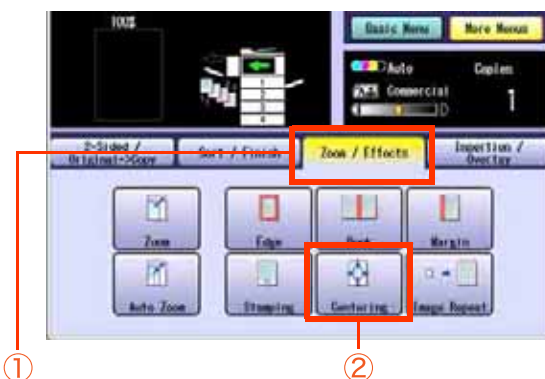 100%
Basic Menu
More Menus
Auto
Copies
Commercial
1
2-Sided /
Original->Copy
Sort / Finish
Zoom / Effects
Insertion /
Overlay
Zoom
Edge
Book
Margin
Auto Zoom
Stamping
Centering
Image Repeat
①
②